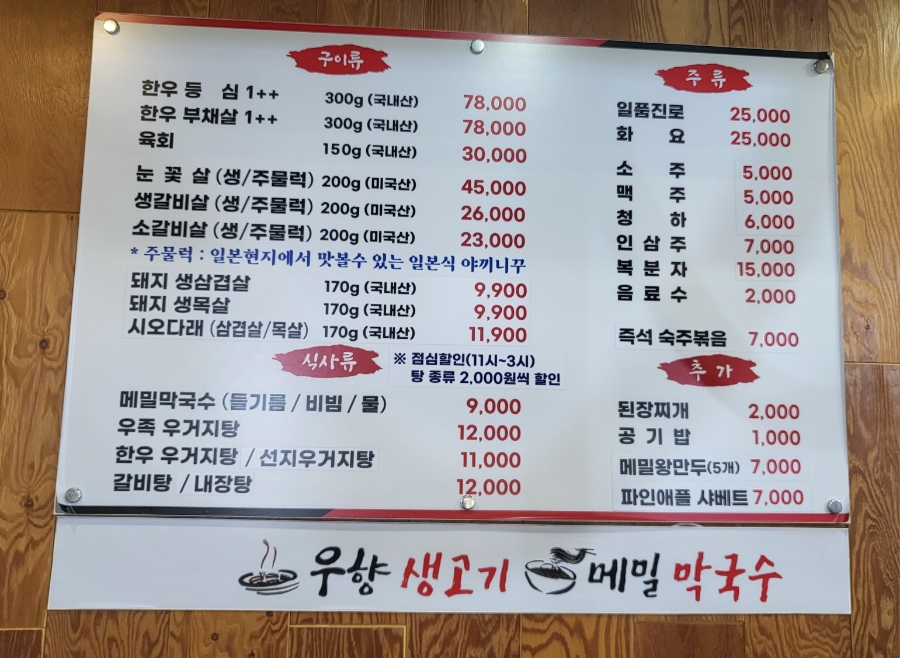 구이류
한우 등 심 1++ 300g (국내산) 78,000
한우 부채살 1++ 300g (국내산) 78,000
육회 150g (국내산) 30,000
눈 꽃 살 (생/주물럭) 200g (미국산) 45,000
생갈비살 (생/주물럭) 200g (미국산) 26,000
소갈비살 (생/주물럭) 200g (미국산) 23,000
* 주물럭 : 일본현지에서 맛볼수 있는 일본식 야끼니꾸
돼지 생삼겹살 170g (국내산) 9,900
돼지 생목살 170g (국내산) 9,900
시오다래 (삼겹살/목살) 170g (국내산) 11,900
식사류
※ 점심할인(11시~3시)
탕 종류 2,000원씩 할인
메밀막국수 (들기름 / 비빔 / 물) 9,000
우족 우거지탕 12,000
한우 우거지탕 / 선지우거지탕 11,000
갈비탕 / 내장탕 12,000
주 류
일품진로 25,000
화 요 25,000
소 주 5,000
맥 주 5,000
청 하 6,000
인 삼 주 7,000
복 분 자 15,000
음 료 수 2,000
즉석 숙주볶음 7,000
추 가
된장찌개 2,000
공 기 밥 1,000
메밀왕만두(5개) 7,000
파인애플 샤베트 7,000
우향 생고기 메밀 막국수